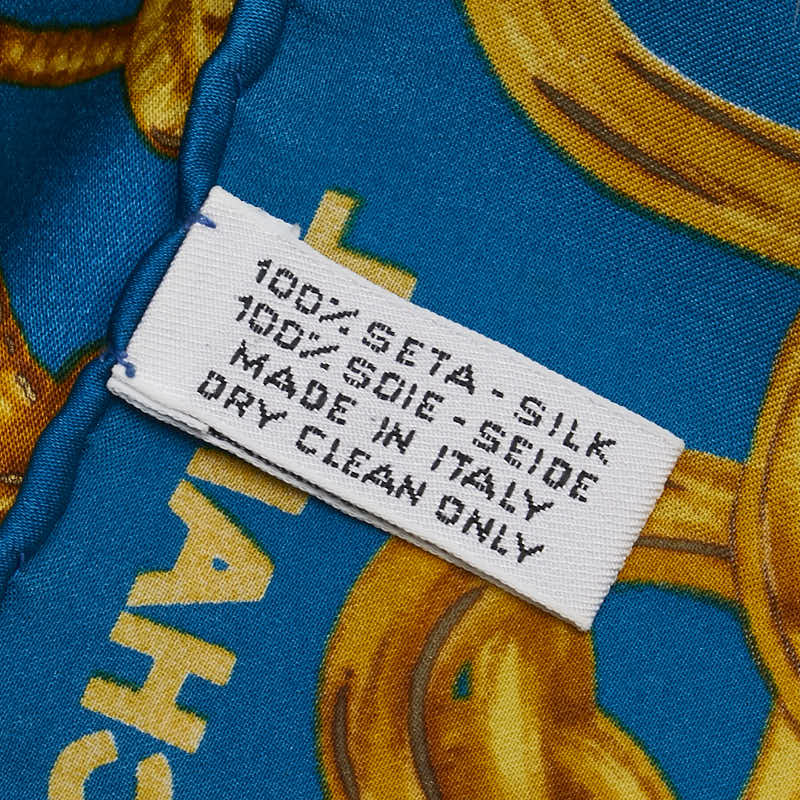 100% SETA - SILK
100% SOIE - SEIDE
MADE IN ITALY
DRY CLEAN ONLY
CHA